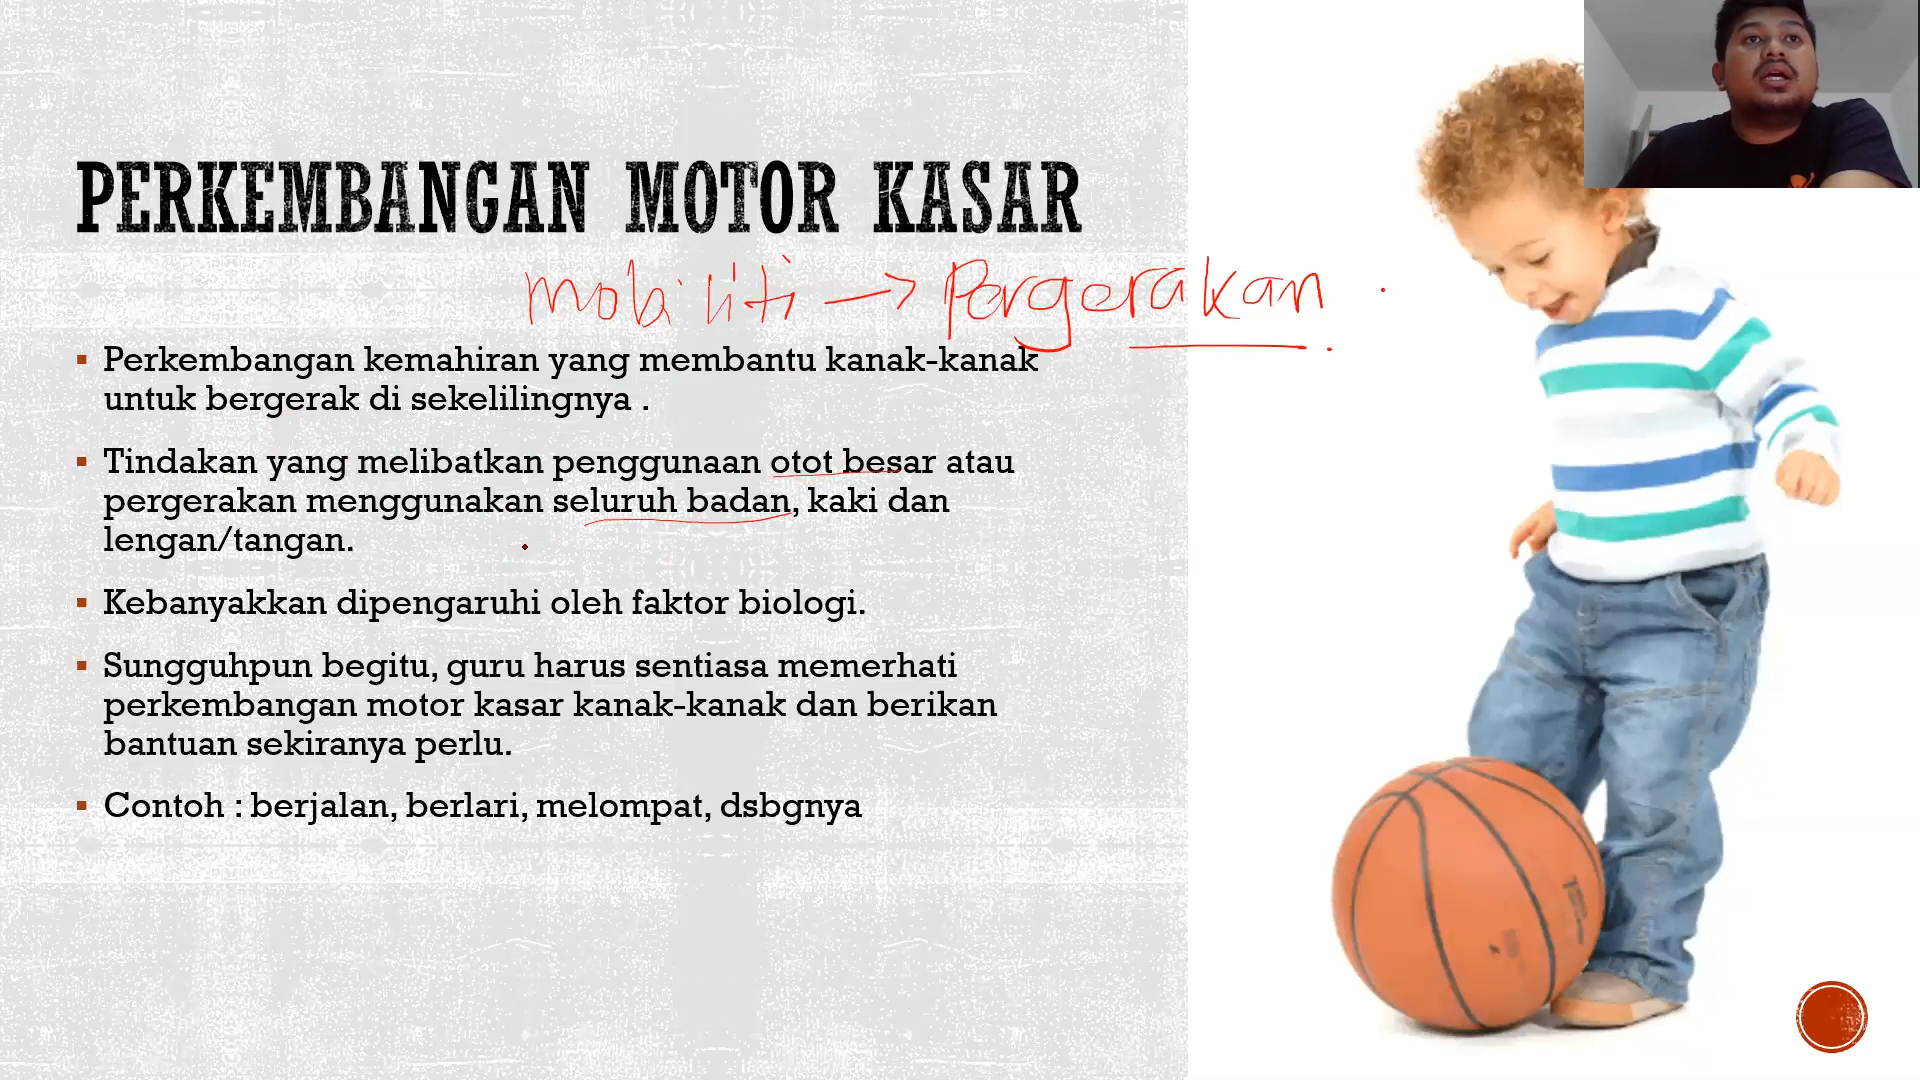 PERKEMBANGAN MOTOR KASAR
mobiliti → Pergerakan
Perkembangan kemahiran yang membantu kanak-kanak
untuk bergerak di sekelilingnya .
Tindakan yang melibatkan penggunaan otot besar atau
pergerakan menggunakan seluruh badan, kaki dan
lengan/tangan.
Kebanyakkan dipengaruhi oleh faktor biologi.
Sungguhpun begitu, guru harus sentiasa memerhati
perkembangan motor kasar kanak-kanak dan berikan
bantuan sekiranya perlu.
Contoh : berjalan, berlari, melompat, dsbgnya